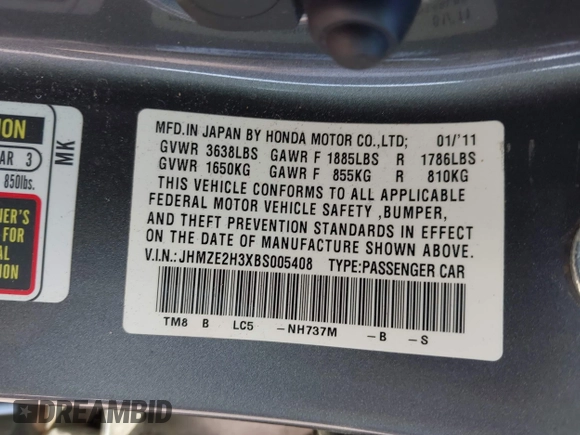 MFD.IN JAPAN BY HONDA MOTOR CO.,LTD; 01/'11
GVWR 3638LBS GAWR F 1885LBS R 1786LBS
GVWR 1650KG GAWR F 855KG R 810KG
THIS VEHICLE CONFORMS TO ALL APPLICABLE
FEDERAL MOTOR VEHICLE SAFETY ,BUMPER,
AND THEFT PREVENTION STANDARDS IN EFFECT
ON THE DATE OF MANUFACTURE SHOWN ABOVE.
V.I.N.: JHMZE2H3XBS005408 TYPE:PASSENGER CAR
TM8 B LC5 -NH737M -B -S
ION
AR 3
850lbs.
MK
NER'S
FOR
AL
TION
DREAMBID